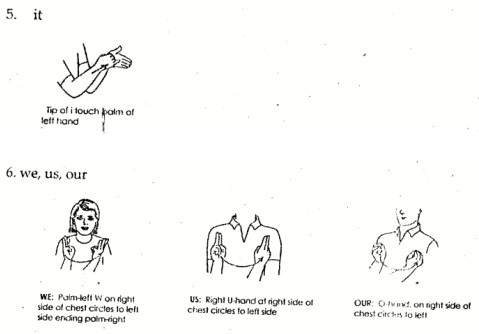 5. it
Tip of i touch palm of
left hand
6. we, us, our
WE: Palm-left W on right
side of chest circles to left
side ending palm-right
US: Right U-hand at right side of
chest circles to left side
OUR: O-hand, on right side of
chest circles to left